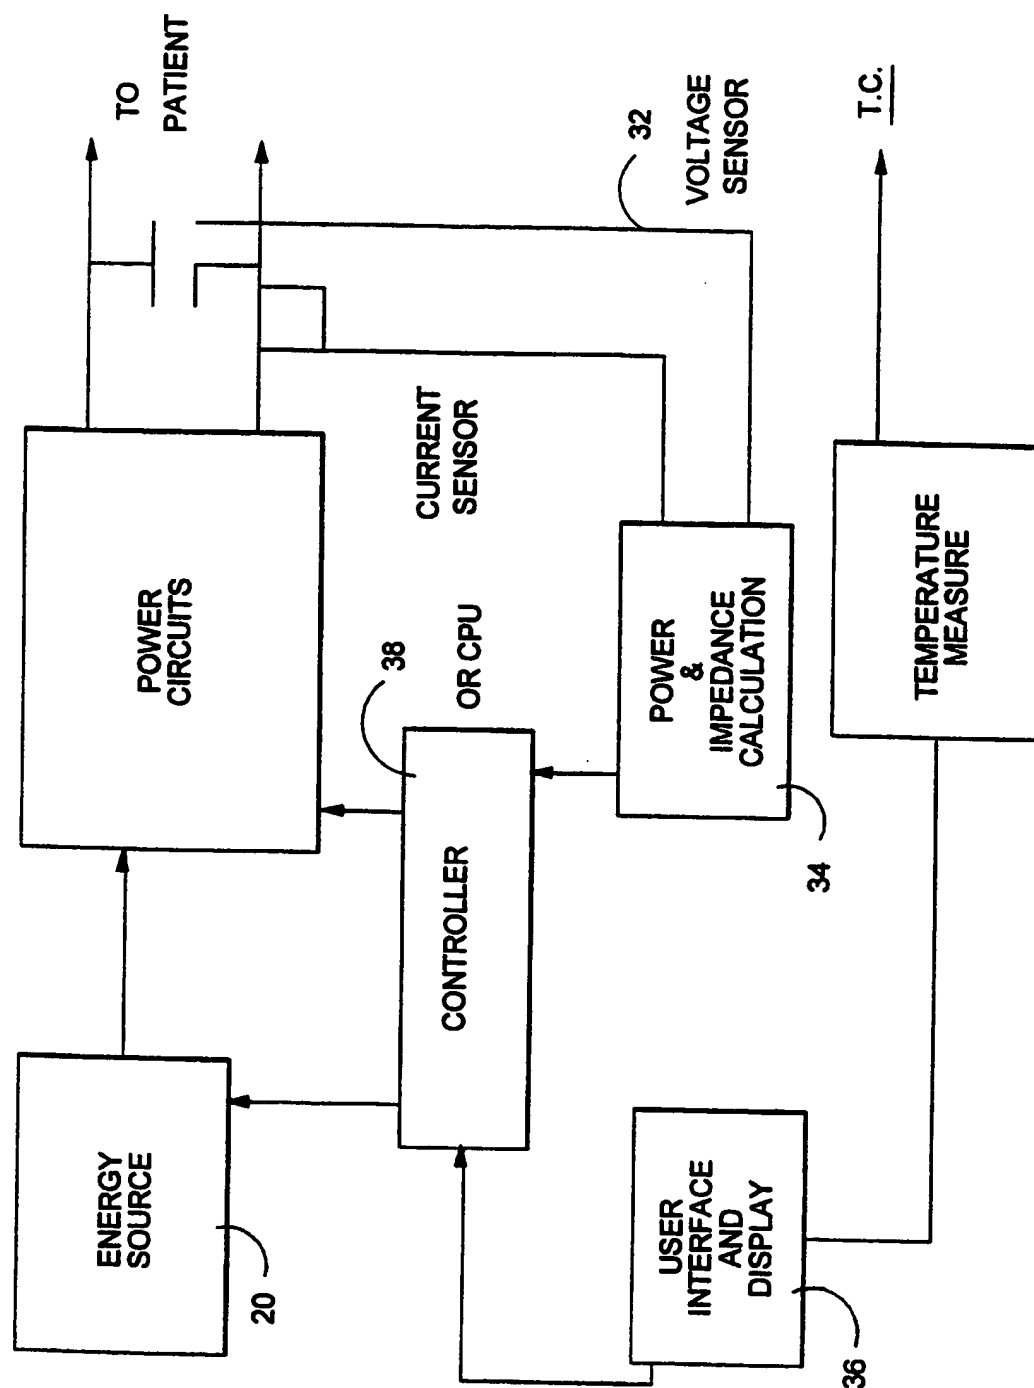 ENERGY
SOURCE
20
POWER
CIRCUITS
TO
PATIENT
CONTROLLER
38
OR CPU
CURRENT
SENSOR
32
VOLTAGE
SENSOR
USER
INTERFACE
AND
DISPLAY
36
POWER
&
IMPEDANCE
CALCULATION
34
TEMPERATURE
MEASURE
T.C.